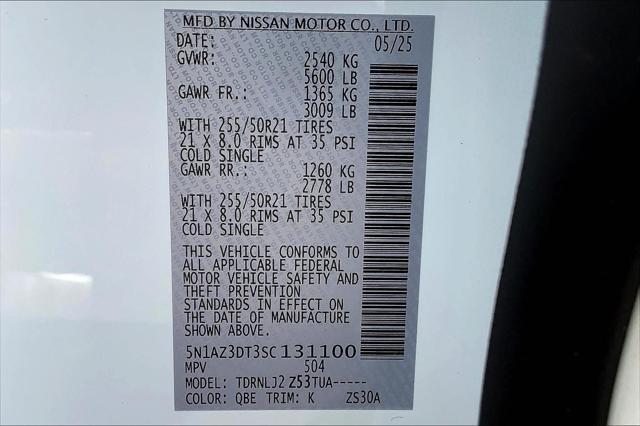 MFD BY NISSAN MOTOR CO., LTD.
DATE: 05/25
GVWR: 2540 KG
5600 LB
GAWR FR.: 1365 KG
3009 LB
WITH 255/50R21 TIRES
21 X 8.0 RIMS AT 35 PSI
COLD SINGLE
GAWR RR.: 1260 KG
2778 LB
WITH 255/50R21 TIRES
21 X 8.0 RIMS AT 35 PSI
COLD SINGLE
THIS VEHICLE CONFORMS TO
ALL APPLICABLE FEDERAL
MOTOR VEHICLE SAFETY AND
THEFT PREVENTION
STANDARDS IN EFFECT ON
THE DATE OF MANUFACTURE
SHOWN ABOVE.
5N1AZ3DT3SC131100
MPV 504
MODEL: TDRNLJ2 Z53TUA-----
COLOR: QBE TRIM: K ZS30A